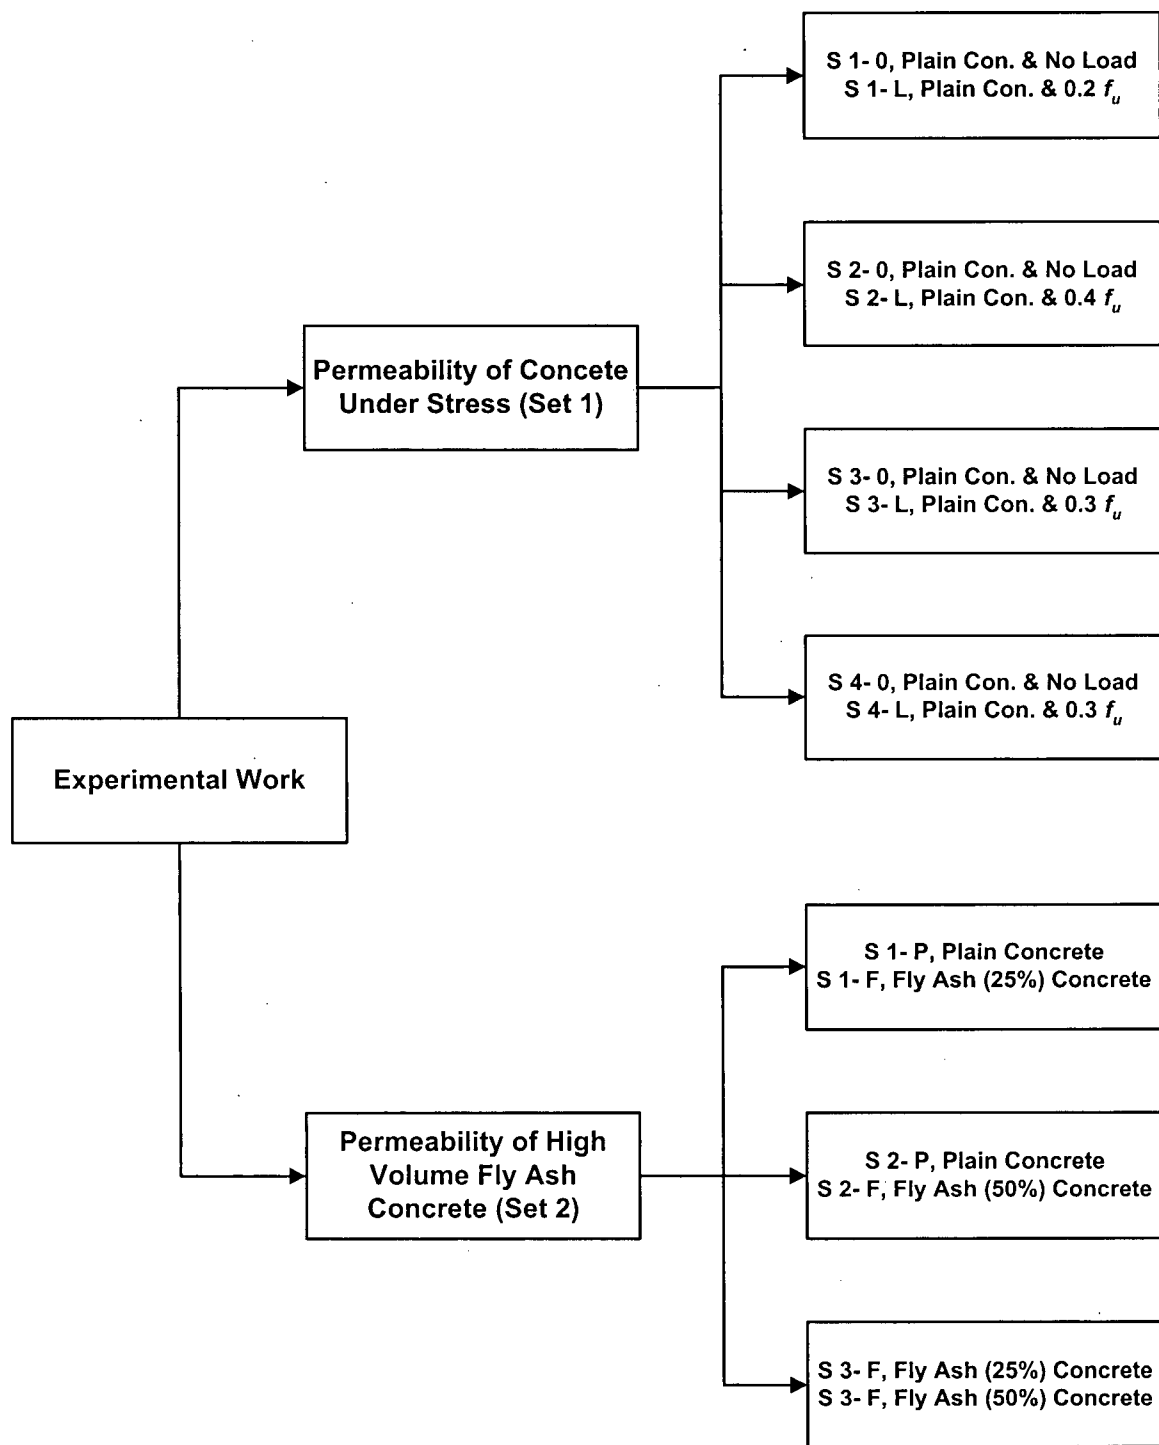 S 1- 0, Plain Con. & No Load
S 1- L, Plain Con. & 0.2 fu
S 2- 0, Plain Con. & No Load
S 2- L, Plain Con. & 0.4 fu
Permeability of Concete
Under Stress (Set 1)
S 3- 0, Plain Con. & No Load
S 3- L, Plain Con. & 0.3 fu
S 4- 0, Plain Con. & No Load
S 4- L, Plain Con. & 0.3 fu
Experimental Work
S 1- P, Plain Concrete
S 1- F, Fly Ash (25%) Concrete
Permeability of High
Volume Fly Ash
Concrete (Set 2)
S 2- P, Plain Concrete
S 2- F, Fly Ash (50%) Concrete
S 3- F, Fly Ash (25%) Concrete
S 3- F, Fly Ash (50%) Concrete